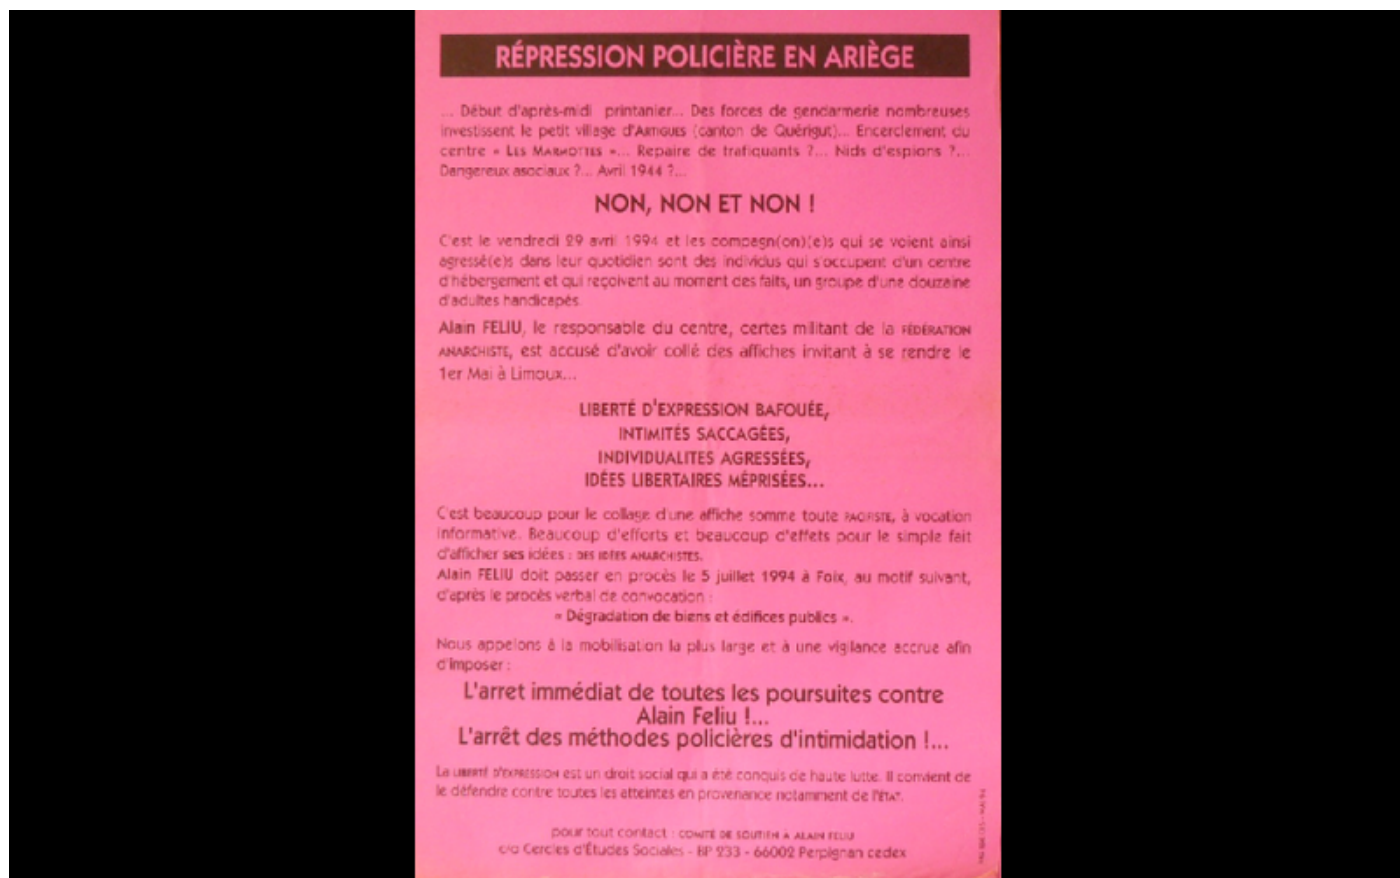 RÉPRESSION POLICIÈRE EN ARIÈGE
... Début d'après-midi printanier... Des forces de gendarmerie nombreuses
investissent le petit village d'ARTIGUES (canton de Quérigut)... Encerclement du
centre « LES MARMOTTES »... Repaire de trafiquants ?... Nids d'espions ?...
Dangereux asociaux ?... Avril 1944 ?...
NON, NON ET NON !
C'est le vendredi 29 avril 1994 et les compagn(on)(e)s qui se voient ainsi
agressé(e)s dans leur quotidien sont des individus qui s'occupent d'un centre
d'hébergement et qui reçoivent au moment des faits, un groupe d'une douzaine
d'adultes handicapés.
Alain FELIU, le responsable du centre, certes militant de la FÉDÉRATION
ANARCHISTE, est accusé d'avoir collé des affiches invitant à se rendre le
1er Mai à Limoux...
LIBERTÉ D'EXPRESSION BAFOUÉE,
INTIMITÉS SACCAGÉES,
INDIVIDUALITES AGRESSÉES,
IDÉES LIBERTAIRES MÉPRISÉES...
C'est beaucoup pour le collage d'une affiche somme toute PACIFISTE, à vocation
informative. Beaucoup d'efforts et beaucoup d'effets pour le simple fait
d'afficher ses idées : DES IDÉES ANARCHISTES.
Alain FELIU doit passer en procès le 5 juillet 1994 à Foix, au motif suivant,
d'après le procès verbal de convocation :
« Dégradation de biens et édifices publics ».
Nous appelons à la mobilisation la plus large et à une vigilance accrue afin
d'imposer :
L'arret immédiat de toutes les poursuites contre
Alain Feliu !...
L'arrêt des méthodes policières d'intimidation !...
La LIBERTÉ D'EXPRESSION est un droit social qui a été conquis de haute lutte. Il convient de
le défendre contre toutes les atteintes en provenance notamment de l'ÉTAT.
pour tout contact : COMITÉ DE SOUTIEN À ALAIN FELIU
c/o Cercles d'Études Sociales - BP 233 - 66002 Perpignan cedex